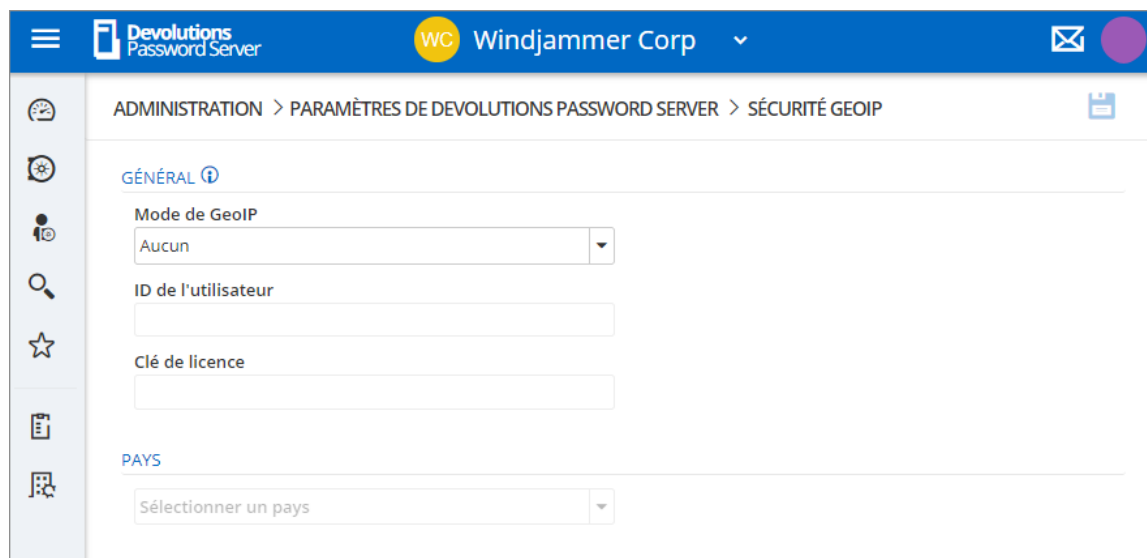 Devolutions
Password Server
WC Windjammer Corp
ADMINISTRATION > PARAMÈTRES DE DEVOLUTIONS PASSWORD SERVER > SÉCURITÉ GEOIP
GÉNÉRAL
Mode de GeoIP
Aucun
ID de l'utilisateur
Clé de licence
PAYS
Sélectionner un pays